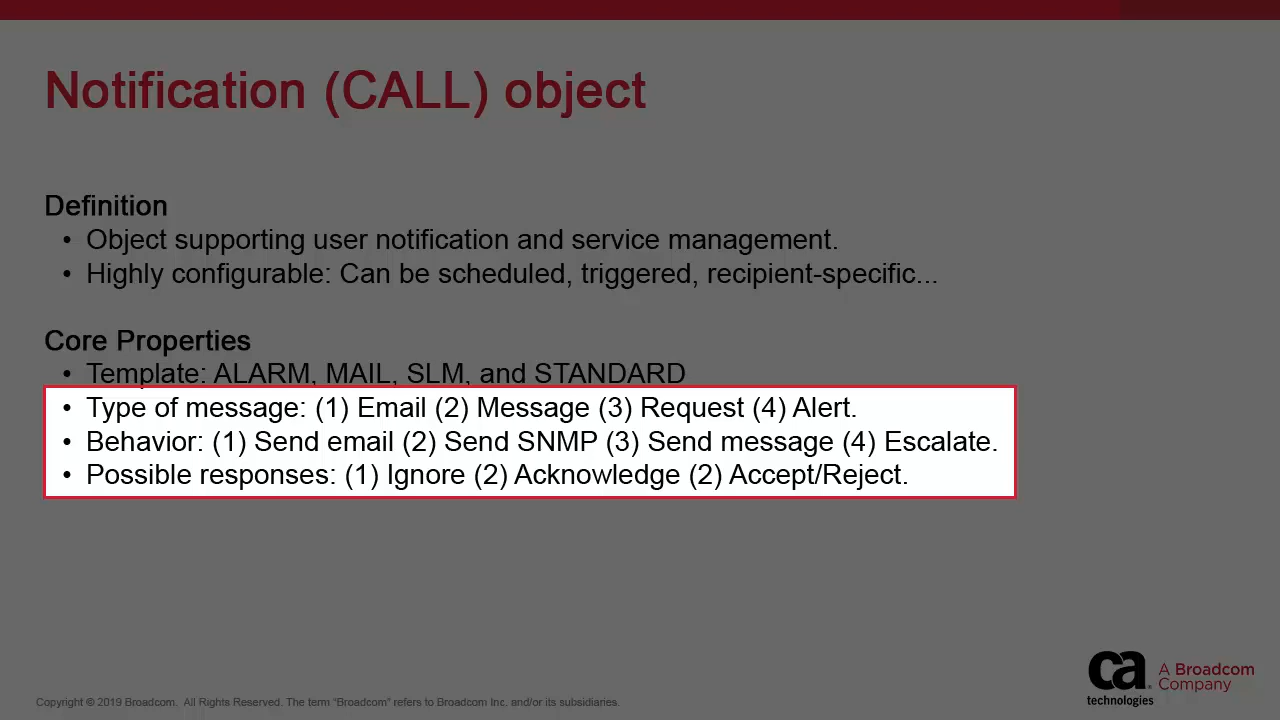 Notification (CALL) object
Definition
• Object supporting user notification and service management.
• Highly configurable: Can be scheduled, triggered, recipient-specific...
Core Properties
• Template: ALARM, MAIL, SLM, and STANDARD
• Type of message: (1) Email (2) Message (3) Request (4) Alert.
• Behavior: (1) Send email (2) Send SNMP (3) Send message (4) Escalate.
• Possible responses: (1) Ignore (2) Acknowledge (2) Accept/Reject.
Copyright © 2019 Broadcom. All Rights Reserved. The term “Broadcom” refers to Broadcom Inc. and/or its subsidiaries.
ca
technologies
A Broadcom
Company